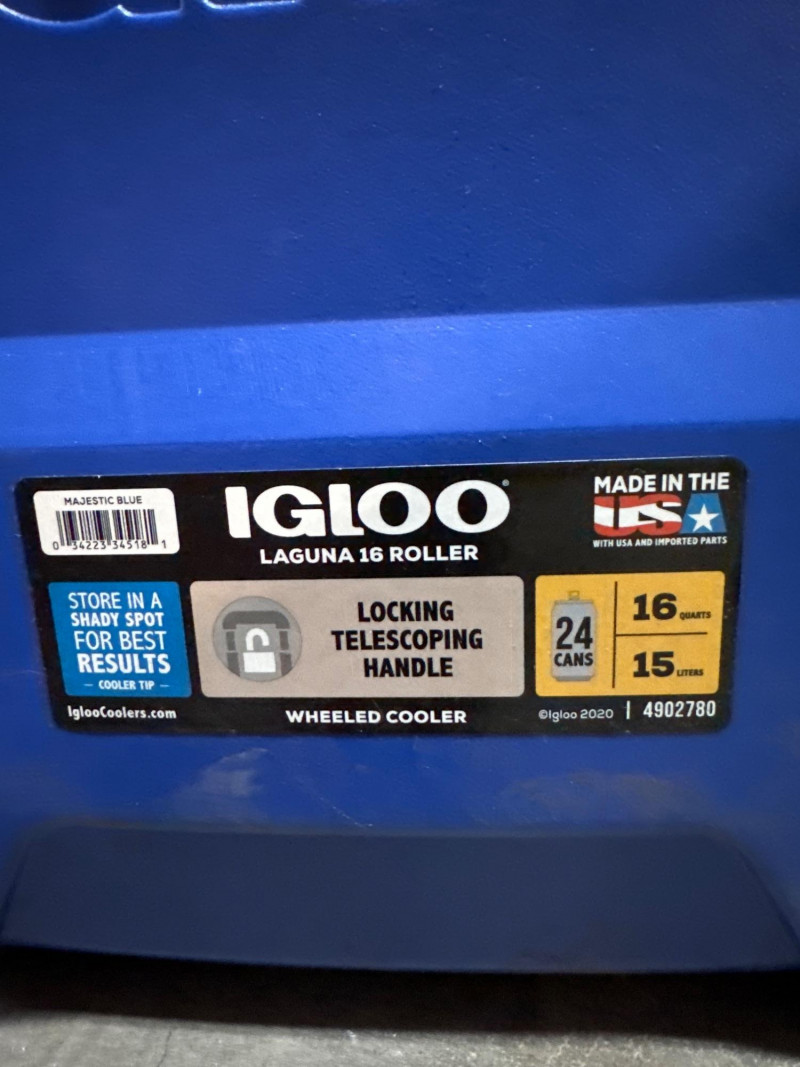 MAJESTIC BLUE
0 34223 34518 1
IGLOO
LAGUNA 16 ROLLER
MADE IN THE
USA
WITH USA AND IMPORTED PARTS
STORE IN A
SHADY SPOT
FOR BEST
RESULTS
— COOLER TIP —
LOCKING
TELESCOPING
HANDLE
24
CANS
16 QUARTS
15 LITERS
IglooCoolers.com
WHEELED COOLER
©Igloo 2020 | 4902780